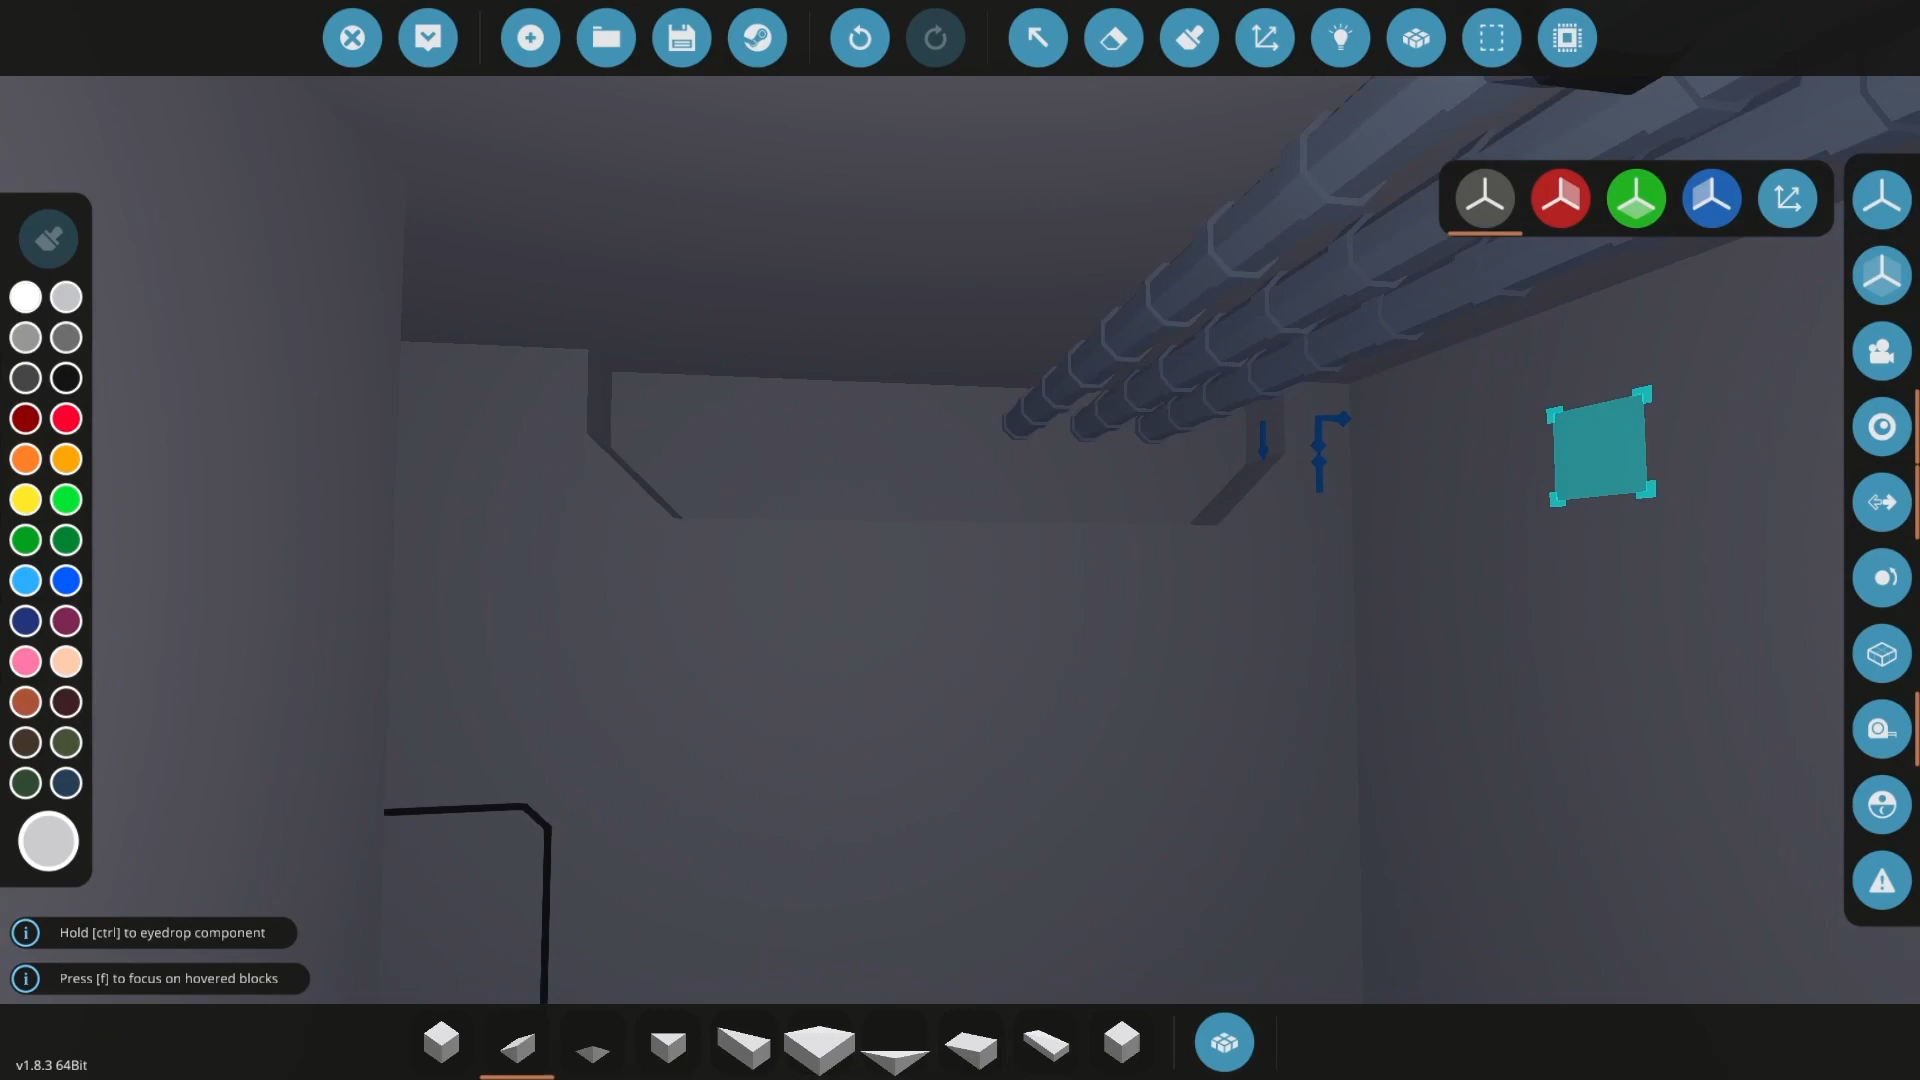 Hold [ctrl] to eyedrop component
Press [f] to focus on hovered blocks
v1.8.3 64Bit